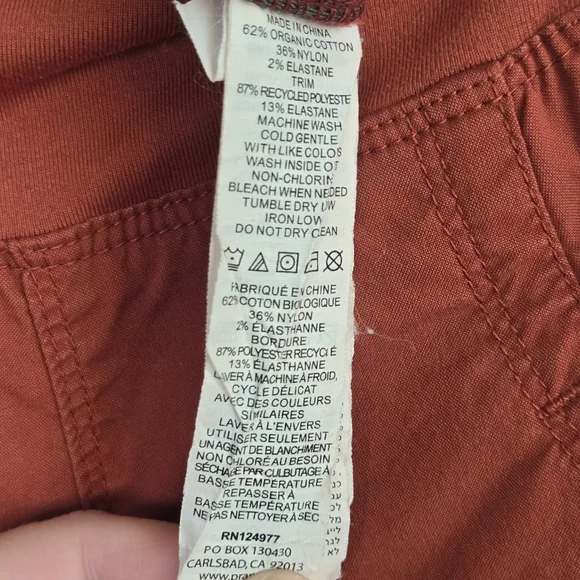 MADE IN CHINA
62% ORGANIC COTTON
36% NYLON
2% ELASTANE
TRIM
87% RECYCLED POLYESTE
13% ELASTANE
MACHINE WASH
COLD GENTLE
WITH LIKE COLOS
WASH INSIDE OT
NON-CHLORIN
BLEACH WHEN NEEDED
TUMBLE DRY LOW
IRON LOW
DO NOT DRY CLEAN
FABRIQUÉ EN CHINE
62% COTON BIOLOGIQUE
36% NYLON
2% ÉLASTHANNE
BORDURE
87% POLYESTER RECYCLÉ
13% ÉLASTHANNE
LAVER À MACHINE À FROID,
CYCLE DÉLICAT
AVEC DES COULEURS
SIMILAIRES
LAVER À L'ENVERS
UTILISER SEULEMENT
UN AGENT DE BLANCHIMENT
NON CHLORÉ AU BESOIN
SÉCHAGE PAR CULBUTAGE À
BASSE TEMPÉRATURE
REPASSER À
BASSE TEMPÉRATURE
NE PAS NETTOYER À SEC
RN124977
PO BOX 130430
CARLSBAD, CA 92013